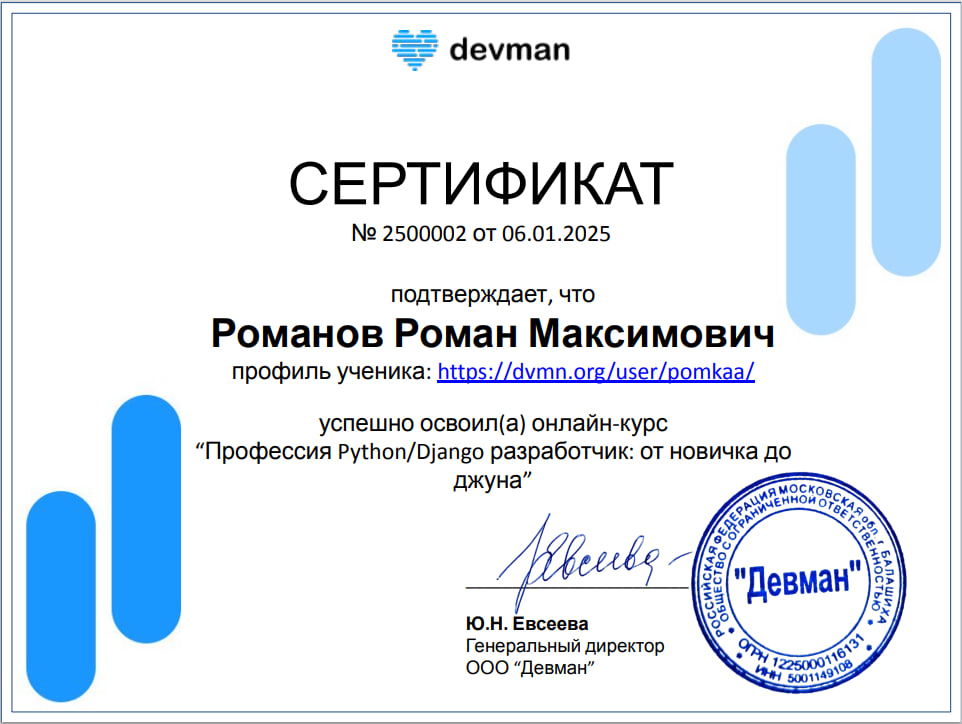 devman
СЕРТИФИКАТ
№ 2500002 от 06.01.2025
подтверждает, что
Романов Роман Максимович
профиль ученика: https://dvmn.org/user/pomkaa/
успешно освоил(а) онлайн-курс
“Профессия Python/Django разработчик: от новичка до
джуна”
Ю.Н. Евсеева
Генеральный директор
ООО “Девман”
РОССИЙСКАЯ ФЕДЕРАЦИЯ МОСКОВСКАЯ обл. г. БАЛАШИХА
ОБЩЕСТВО С ОГРАНИЧЕННОЙ ОТВЕТСТВЕННОСТЬЮ
"Девман"
ОГРН 1225000116131
ИНН 5001149108